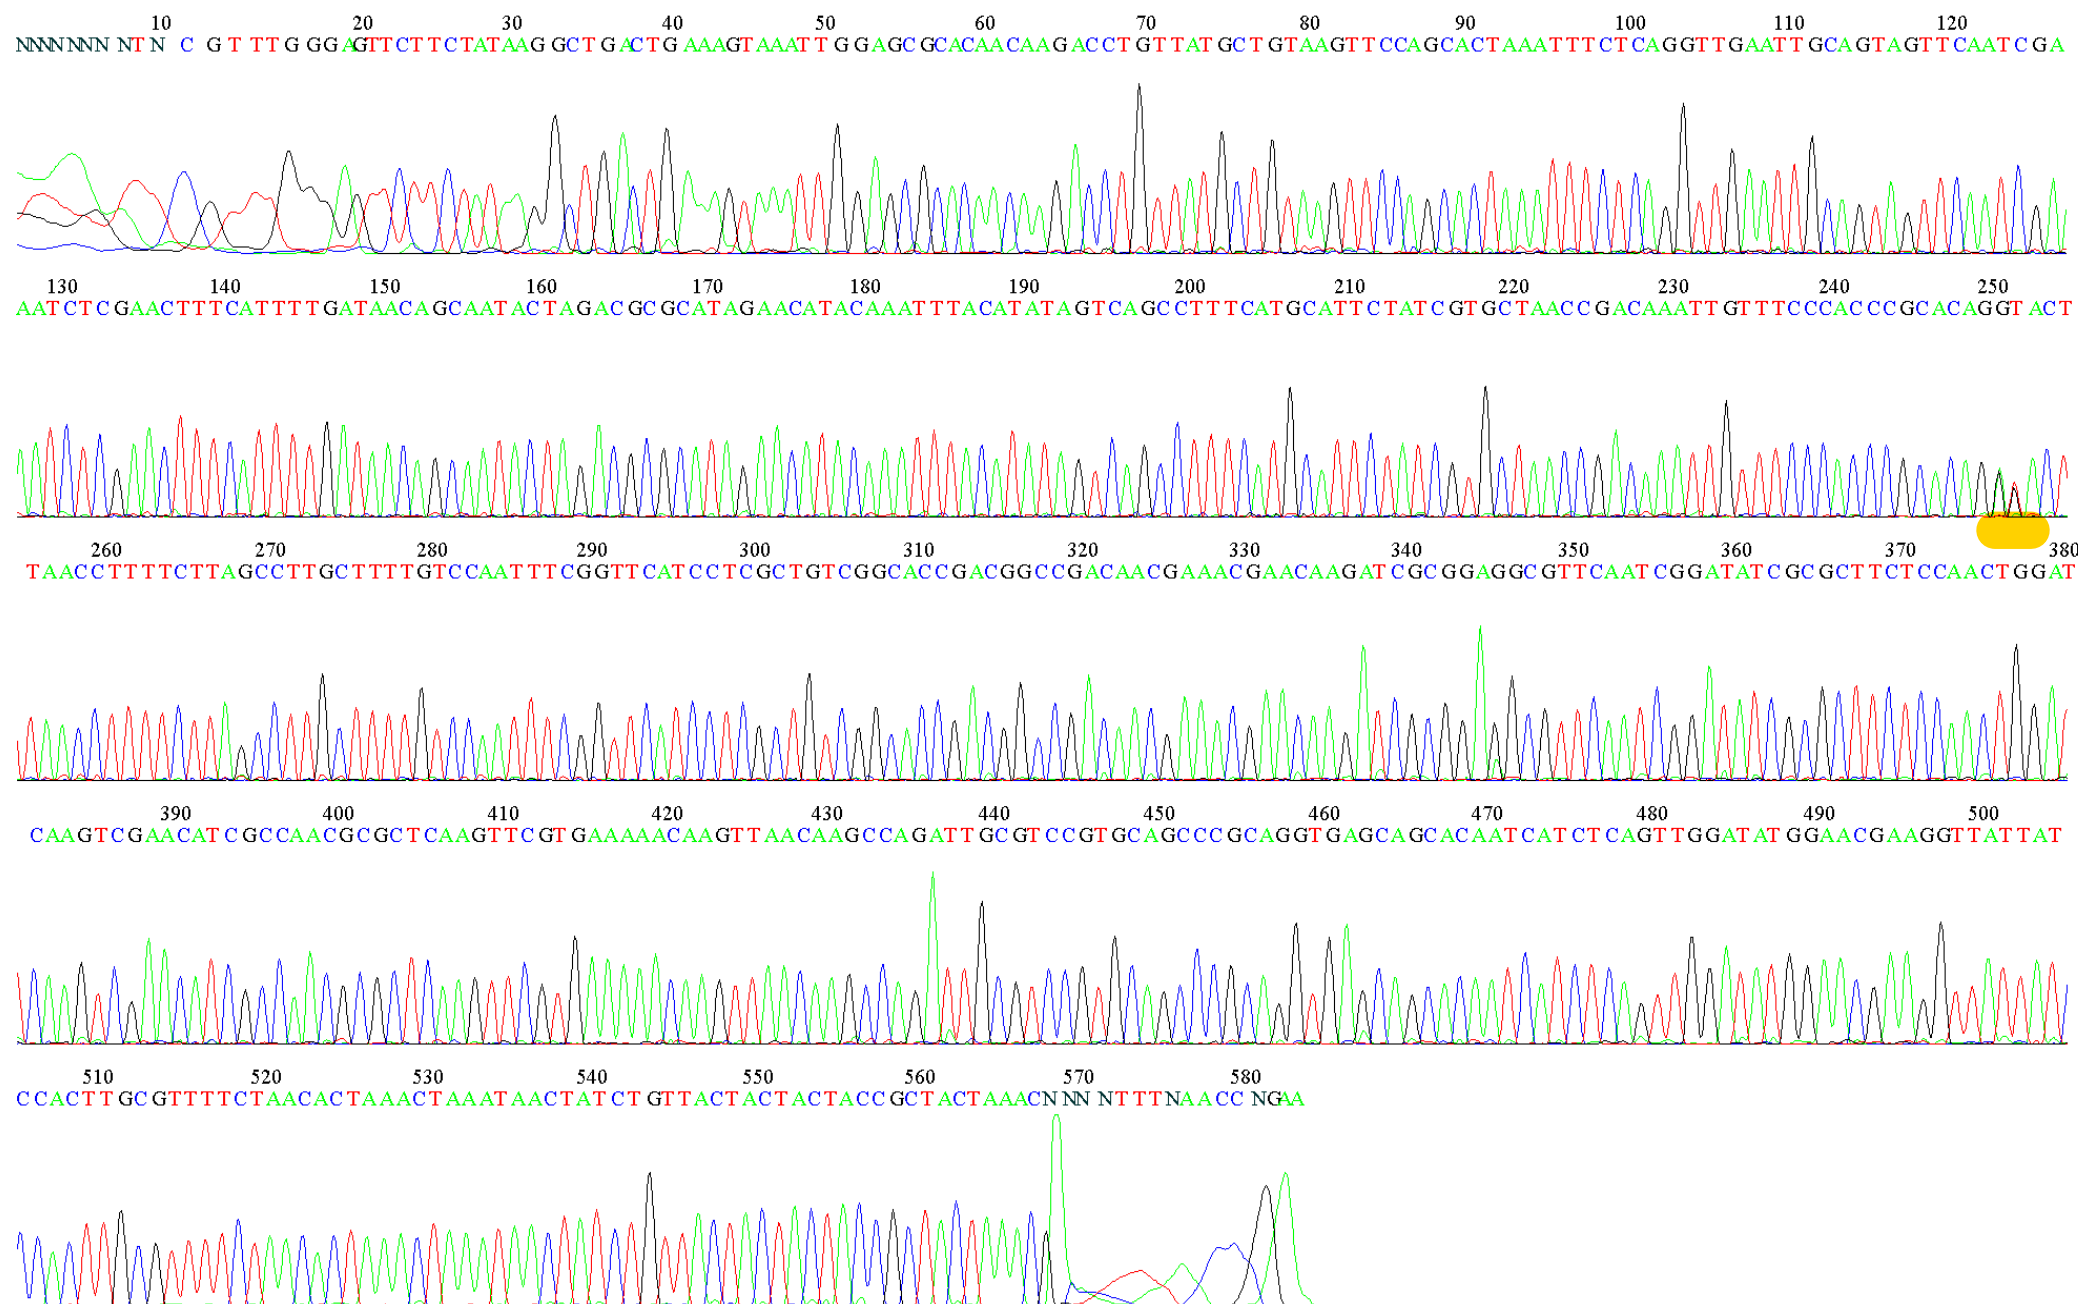 10 20 30 40 50 60 70 80 90 100 110 120
NNNNNNN NTN C G T TTGGGAGTTCTTCTATAAGGCTGACTGAAAGTAAATTGGAGCGCACAACAAGACCTGTTATGCTGTAAGTTCCAGCACTAAATTTCTCAGGTTGAATTGCAGTAGTTCAATCGA
130 140 150 160 170 180 190 200 210 220 230 240 250
AATCTCGAACTTTCATTTTGATAACAGCAATACTAGACGCGCATAGAACATACAAATTTACATATAGTCAGCCTTTCATGCATTCTATCGTGCTAACCGACAAATTGTTTCCCACCCGCACAGGTACT
260 270 280 290 300 310 320 330 340 350 360 370 380
TAACCTTTTCTTAGCCTTGCTTTTGTCCAATTTCGGTTCATCCTCGCTGTCGGCACCGACGGCCGACAACGAAACGAACAAGATCGCGGAGGCGTTCAATCGGATATCGCGCTTCTCCAACTGGAT
390 400 410 420 430 440 450 460 470 480 490 500
CAAGTCGAACATCGCCAACGCGCTCAAGTTCGTGAAAAACAAGTTAACAAGCCAGATTGCGTCCGTGCAGCCCGCAGGTGAGCAGCACAATCATCTCAGTTGGATATGGAACGAAGGTTATTAT
510 520 530 540 550 560 570 580
CCACTTGCGTTTTCTAACACTAAACTAAATAACTATCTGTTACTACTACTACCGCTACTAAACNNNNTTTNAACCNGAA